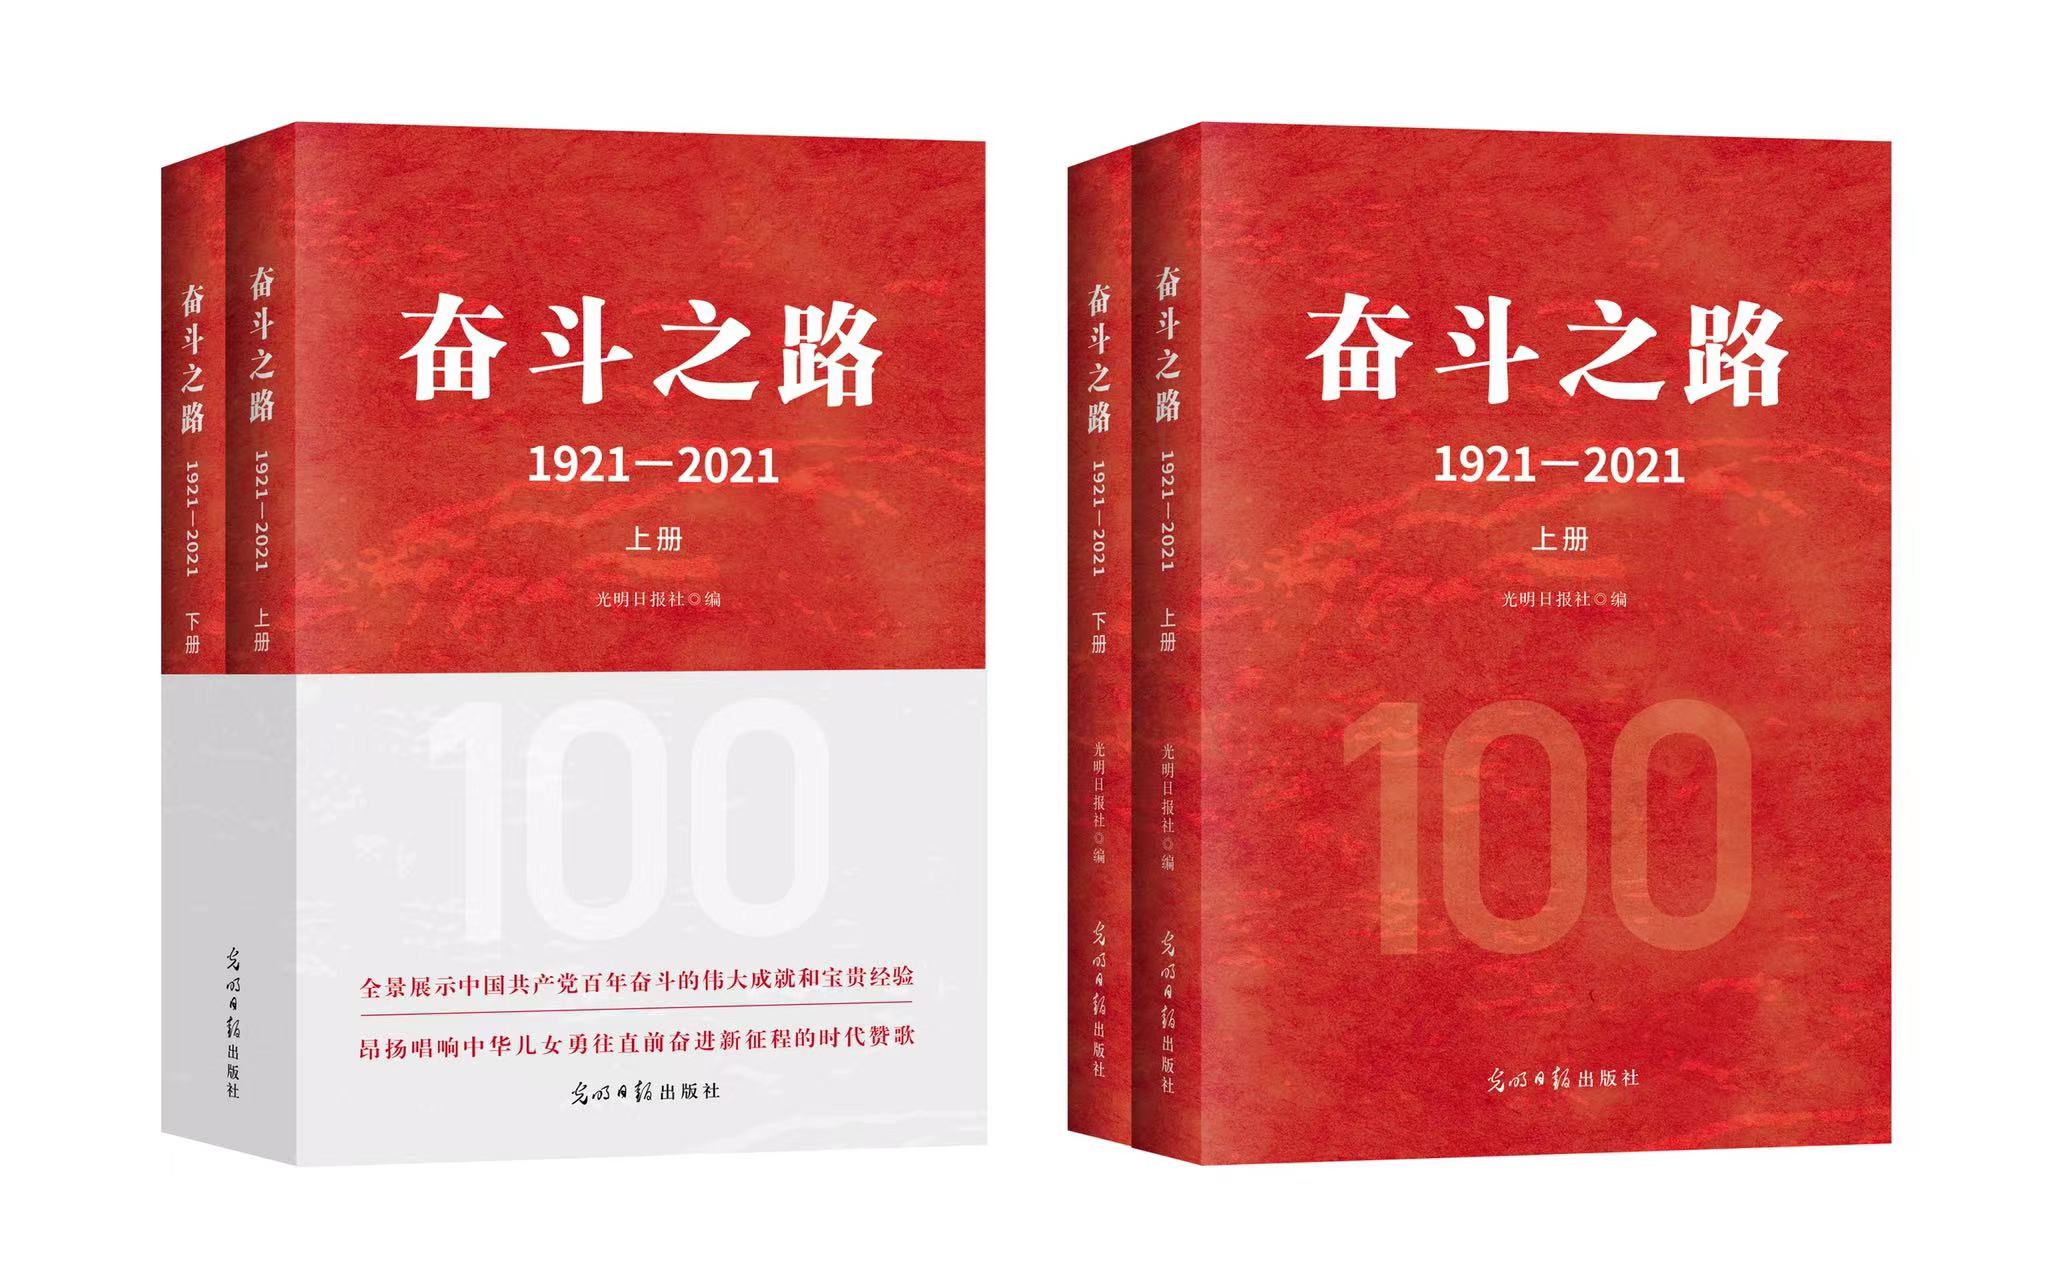 奋斗之路
1921—2021
下册
奋斗之路
1921—2021
上册
奋斗之路
1921—2021
上册
光明日报社◎编
100
全景展示中国共产党百年奋斗的伟大成就和宝贵经验
昂扬唱响中华儿女勇往直前奋进新征程的时代赞歌
光明日報出版社
光明日報出版社
奋斗之路
1921—2021
下册
光明日报社◎编
光明日報出版社
奋斗之路
1921—2021
上册
光明日报社◎编
光明日報出版社
奋斗之路
1921—2021
上册
光明日报社◎编
100
光明日報出版社